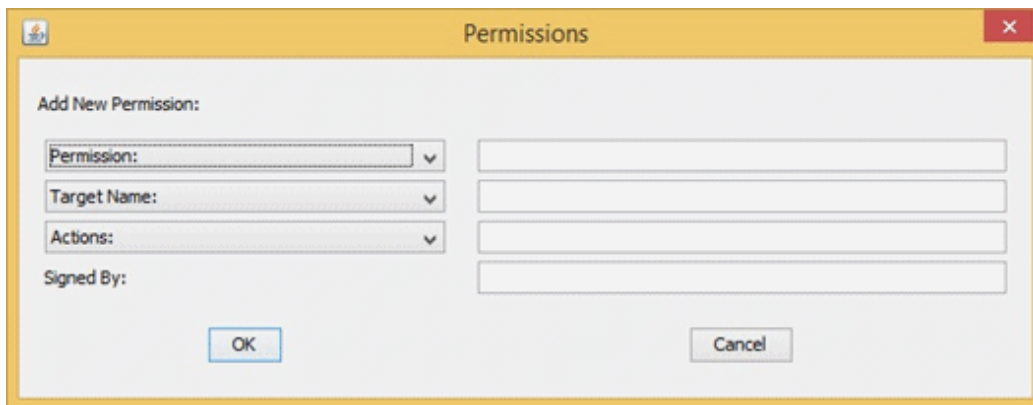 Permissions
Add New Permission:
Permission:
Target Name:
Actions:
Signed By:
OK Cancel